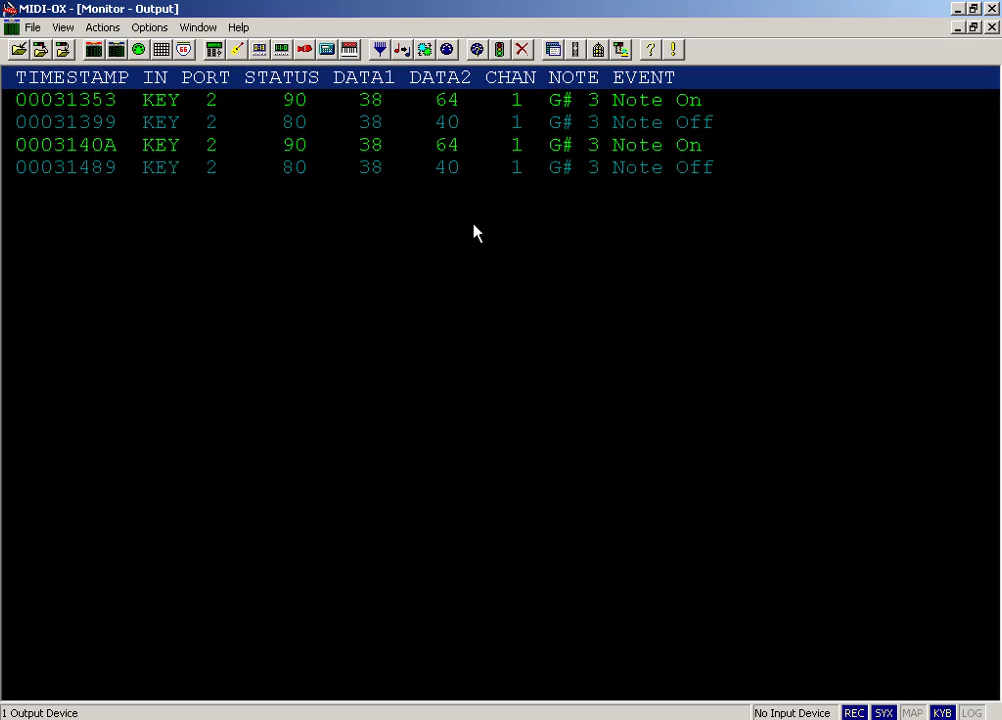 MIDI-OX - [Monitor - Output]
File View Actions Options Window Help
TIMESTAMP IN PORT STATUS DATA1 DATA2 CHAN NOTE EVENT
00031353 KEY 2 90 38 64 1 G# 3 Note On
00031399 KEY 2 80 38 40 1 G# 3 Note Off
0003140A KEY 2 90 38 64 1 G# 3 Note On
00031489 KEY 2 80 38 40 1 G# 3 Note Off
1 Output Device No Input Device REC SYX MAP KYB LOG